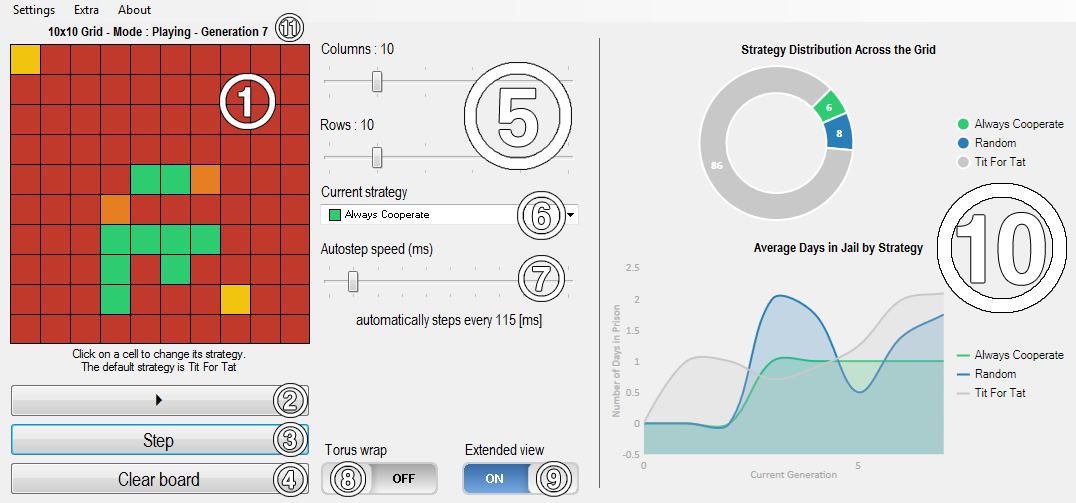 Settings Extra About
10x10 Grid - Mode : Playing - Generation 7
11
1
Click on a cell to change its strategy.
The default strategy is Tit For Tat
2
Step
3
Clear board
4
Columns : 10
5
Rows : 10
Current strategy
Always Cooperate
6
Autostep speed (ms)
7
automatically steps every 115 [ms]
Torus wrap
8
OFF
Extended view
ON
9
Strategy Distribution Across the Grid
6
8
86
Always Cooperate
Random
Tit For Tat
10
Average Days in Jail by Strategy
Number of Days in Prison
2.5
2
1.5
1
0.5
0
-0.5
0
5
Current Generation
Always Cooperate
Random
Tit For Tat